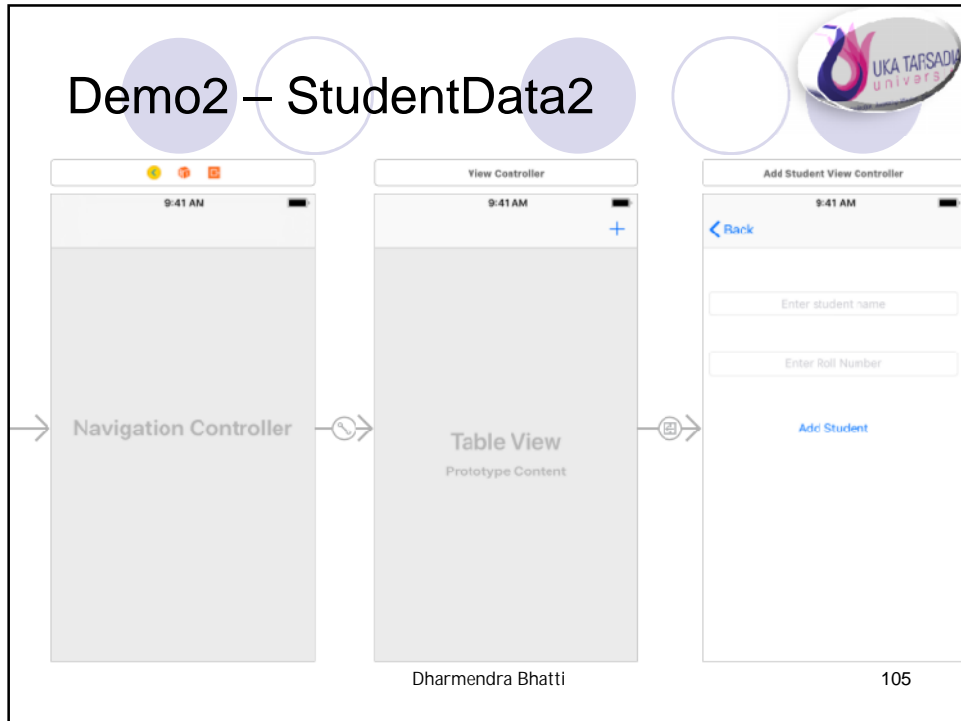 Demo2 – StudentData2
UKA TARSADIA
univers
View Controller
Add Student View Controller
9:41 AM
9:41 AM
9:41 AM
+
Back
Enter student name
Enter Roll Number
Add Student
Navigation Controller
Table View
Prototype Content
Dharmendra Bhatti
105